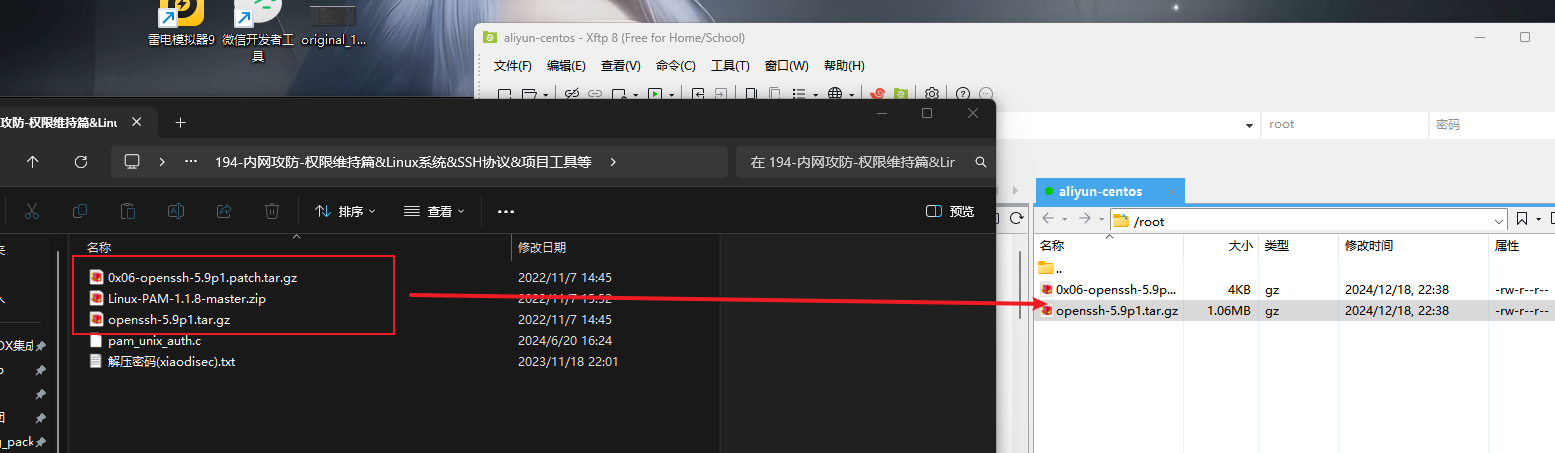 雷电模拟器9
微信开发者工具
original_1...
aliyun-centos - Xftp 8 (Free for Home/School)
文件(F) 编辑(E) 查看(V) 命令(C) 工具(T) 窗口(W) 帮助(H)
root 密码
攻防-权限维持篇&Linu
194-内网攻防-权限维持篇&Linux系统&SSH协议&项目工具等
在 194-内网攻防-权限维持篇&Lir
排序 查看 预览
名称 修改日期
0x06-openssh-5.9p1.patch.tar.gz 2022/11/7 14:45
Linux-PAM-1.1.8-master.zip 2022/11/7 15:52
openssh-5.9p1.tar.gz 2022/11/7 14:45
pam_unix_auth.c 2024/6/20 16:24
解压密码(xiaodisec).txt 2023/11/18 22:01
OX集成
_pack
aliyun-centos
/root
名称 大小 类型 修改时间 属性
..
0x06-openssh-5.9p... 4KB gz 2024/12/18, 22:38 -rw-r--r--
openssh-5.9p1.tar.gz 1.06MB gz 2024/12/18, 22:38 -rw-r--r--